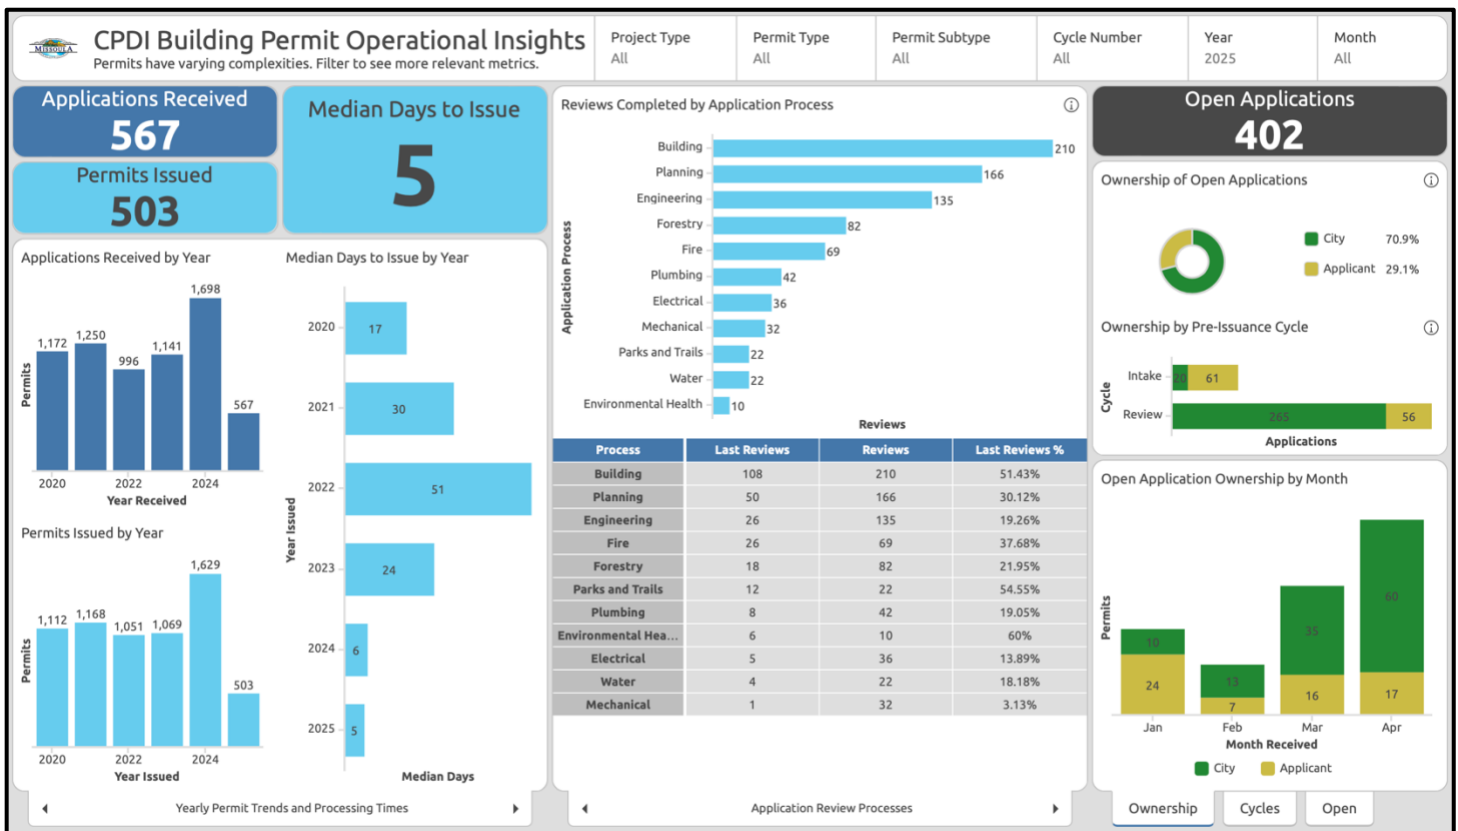 MISSOULA
CPDI Building Permit Operational Insights
Permits have varying complexities. Filter to see more relevant metrics.
Project Type
All
Permit Type
All
Permit Subtype
All
Cycle Number
All
Year
2025
Month
All
Applications Received
567
Permits Issued
503
Median Days to Issue
5
Applications Received by Year
1,698
1,250
1,172
1,141
996
567
Permits
2020 2022 2024
Year Received
Permits Issued by Year
1,629
1,168
1,112
1,051 1,069
503
Permits
2020 2022 2024
Year Issued
Median Days to Issue by Year
2020 17
2021 30
2022 51
2023 24
2024 6
2025 5
Year Issued
Median Days
Yearly Permit Trends and Processing Times
Reviews Completed by Application Process
Application Process
Building 210
Planning 166
Engineering 135
Forestry 82
Fire 69
Plumbing 42
Electrical 36
Mechanical 32
Parks and Trails 22
Water 22
Environmental Health 10
Reviews
Process Last Reviews Reviews Last Reviews %
Building 108 210 51.43%
Planning 50 166 30.12%
Engineering 26 135 19.26%
Fire 26 69 37.68%
Forestry 18 82 21.95%
Parks and Trails 12 22 54.55%
Plumbing 8 42 19.05%
Environmental Hea... 6 10 60%
Electrical 5 36 13.89%
Water 4 22 18.18%
Mechanical 1 32 3.13%
Application Review Processes
Open Applications
402
Ownership of Open Applications
City 70.9%
Applicant 29.1%
Ownership by Pre-Issuance Cycle
Cycle
Intake 20 61
Review 265 56
Applications
Open Application Ownership by Month
Permits
60
35
10
13
24
7
16
17
Jan Feb Mar Apr
Month Received
City Applicant
Ownership Cycles Open